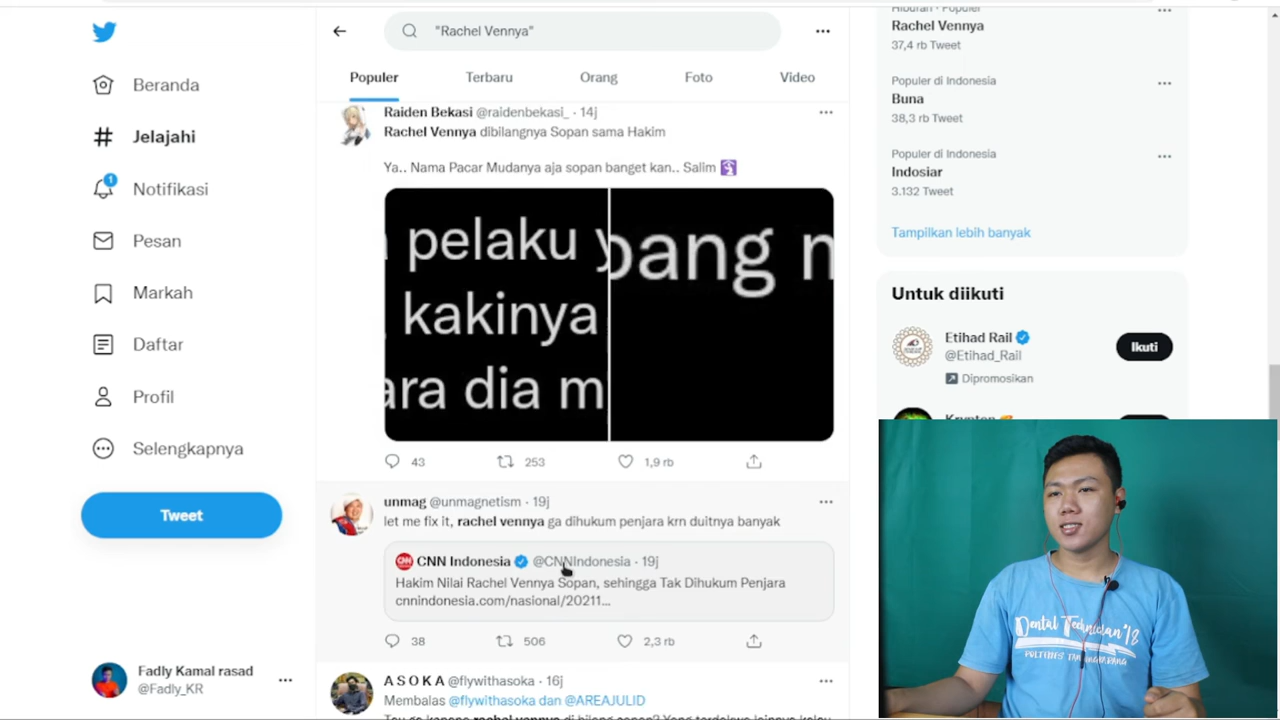 Beranda
Jelajahi
1
Notifikasi
Pesan
Markah
Daftar
Profil
Selengkapnya
Tweet
Fadly Kamal rasad
@Fadly_KR
"Rachel Vennya"
Populer
Terbaru
Orang
Foto
Video
Raiden Bekasi @raidenbekasi_ · 14j
Rachel Vennya dibilangnya Sopan sama Hakim
Ya.. Nama Pacar Mudanya aja sopan banget kan.. Salim 🛐
pelaku y
kakinya
ara dia m
pang n
43
253
1,9 rb
unmag @unmagnetism · 19j
let me fix it, rachel vennya ga dihukum penjara krn duitnya banyak
CNN Indonesia @CNNIndonesia · 19j
Hakim Nilai Rachel Vennya Sopan, sehingga Tak Dihukum Penjara
cnnindonesia.com/nasional/20211...
38
506
2,3 rb
A S O K A @flywithasoka · 16j
Membalas @flywithasoka dan @AREAJULID
Hiburan · Populer
Rachel Vennya
37,4 rb Tweet
Populer di Indonesia
Buna
38,3 rb Tweet
Populer di Indonesia
Indosiar
3.132 Tweet
Tampilkan lebih banyak
Untuk diikuti
Etihad Rail
@Etihad_Rail
Dipromosikan
Ikuti
Dental Technician'18